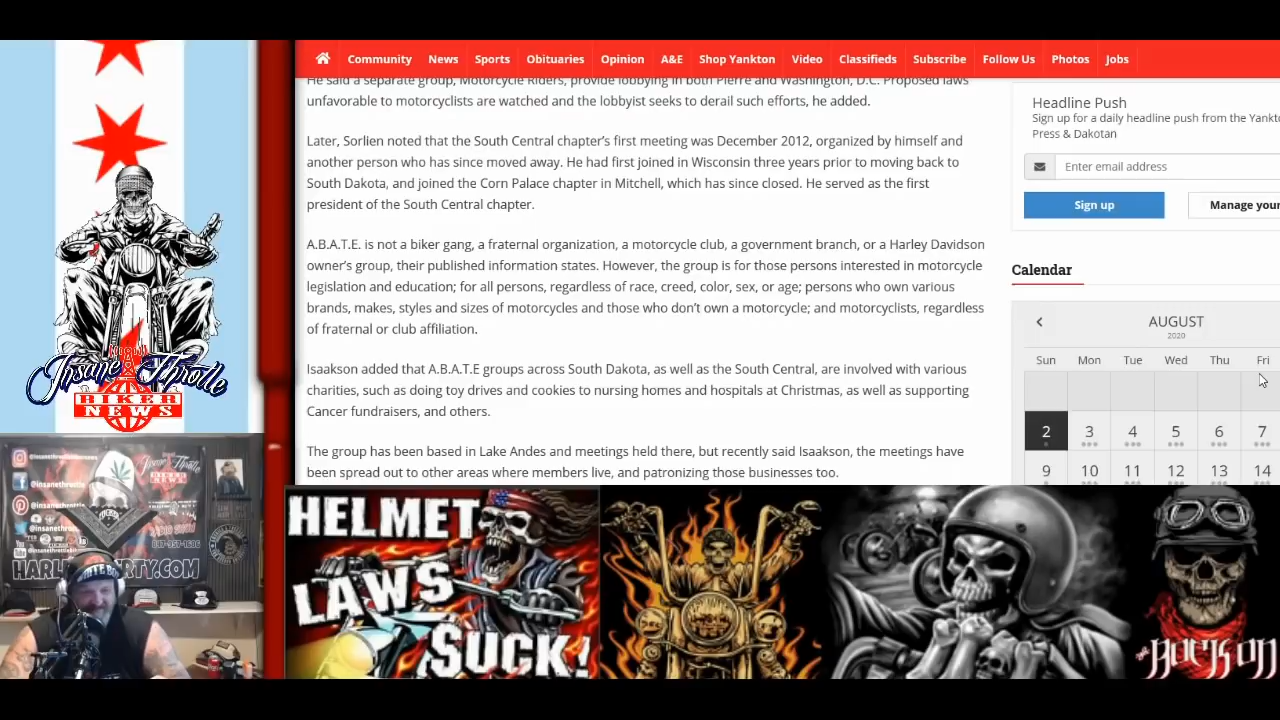 Community News Sports Obituaries Opinion A&E Shop Yankton Video Classifieds Subscribe Follow Us Photos Jobs
He said a separate group, Motorcycle Riders, provide lobbying in both Pierre and Washington, D.C. Proposed laws
unfavorable to motorcyclists are watched and the lobbyist seeks to derail such efforts, he added.
Later, Sorlien noted that the South Central chapter's first meeting was December 2012, organized by himself and
another person who has since moved away. He had first joined in Wisconsin three years prior to moving back to
South Dakota, and joined the Corn Palace chapter in Mitchell, which has since closed. He served as the first
president of the South Central chapter.
A.B.A.T.E. is not a biker gang, a fraternal organization, a motorcycle club, a government branch, or a Harley Davidson
owner's group, their published information states. However, the group is for those persons interested in motorcycle
legislation and education; for all persons, regardless of race, creed, color, sex, or age; persons who own various
brands, makes, styles and sizes of motorcycles and those who don't own a motorcycle; and motorcyclists, regardless
of fraternal or club affiliation.
Isaakson added that A.B.A.T.E groups across South Dakota, as well as the South Central, are involved with various
charities, such as doing toy drives and cookies to nursing homes and hospitals at Christmas, as well as supporting
Cancer fundraisers, and others.
The group has been based in Lake Andes and meetings held there, but recently said Isaakson, the meetings have
been spread out to other areas where members live, and patronizing those businesses too.
Headline Push
Sign up for a daily headline push from the Yankto
Press & Dakotan
Enter email address
Sign up
Manage your
Calendar
AUGUST
2020
Sun Mon Tue Wed Thu Fri
2 3 4 5 6 7
9 10 11 12 13 14
Insane Throttle
BIKER
NEWS
HELMET
LAWS
SUCK!